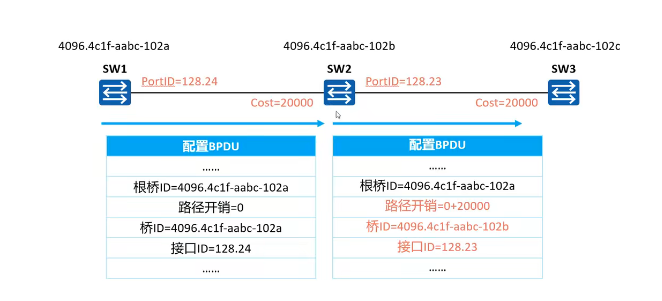 4096.4c1f-aabc-102a
4096.4c1f-aabc-102b
4096.4c1f-aabc-102c
SW1
SW2
SW3
PortID=128.24
PortID=128.23
Cost=20000
Cost=20000
配置BPDU
……
根桥ID=4096.4c1f-aabc-102a
路径开销=0
桥ID=4096.4c1f-aabc-102a
接口ID=128.24
……
配置BPDU
……
根桥ID=4096.4c1f-aabc-102a
路径开销=0+20000
桥ID=4096.4c1f-aabc-102b
接口ID=128.23
……